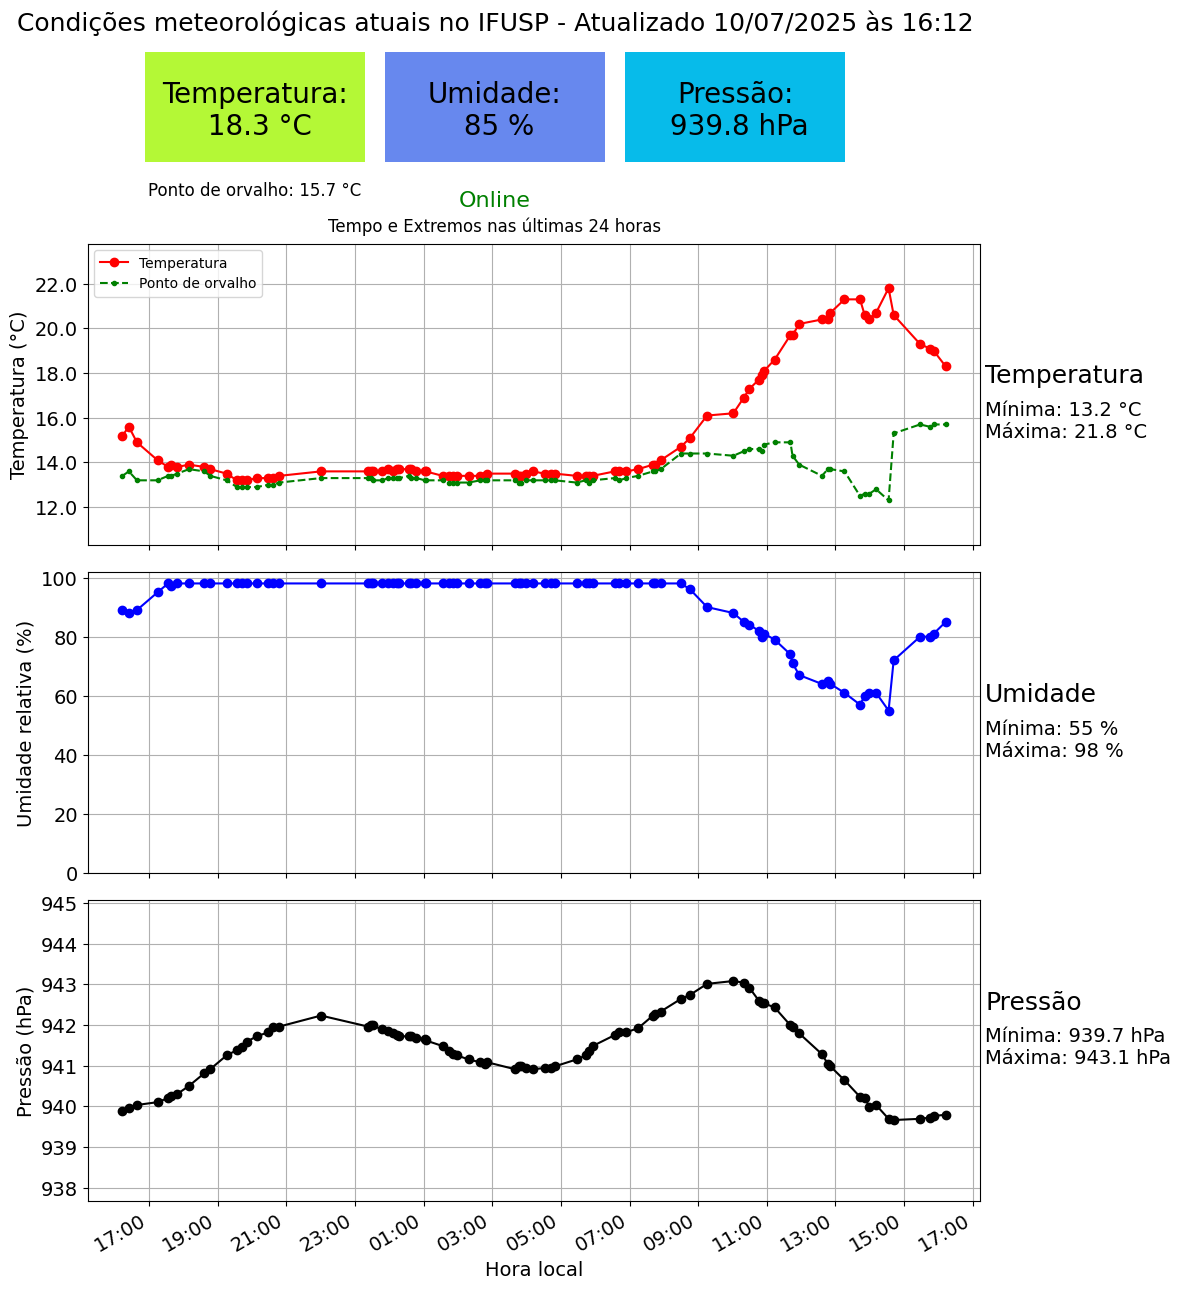 Condições meteorológicas atuais no IFUSP - Atualizado 10/07/2025 às 16:12
Temperatura:
18.3 °C
Umidade:
85 %
Pressão:
939.8 hPa
Ponto de orvalho: 15.7 °C
Online
Tempo e Extremos nas últimas 24 horas
Temperatura
Ponto de orvalho
Temperatura (°C)
22.0
20.0
18.0
16.0
14.0
12.0
Temperatura
Mínima: 13.2 °C
Máxima: 21.8 °C
Umidade relativa (%)
100
80
60
40
20
0
Umidade
Mínima: 55 %
Máxima: 98 %
Pressão (hPa)
945
944
943
942
941
940
939
938
Pressão
Mínima: 939.7 hPa
Máxima: 943.1 hPa
17:00 19:00 21:00 23:00 01:00 03:00 05:00 07:00 09:00 11:00 13:00 15:00 17:00
Hora local